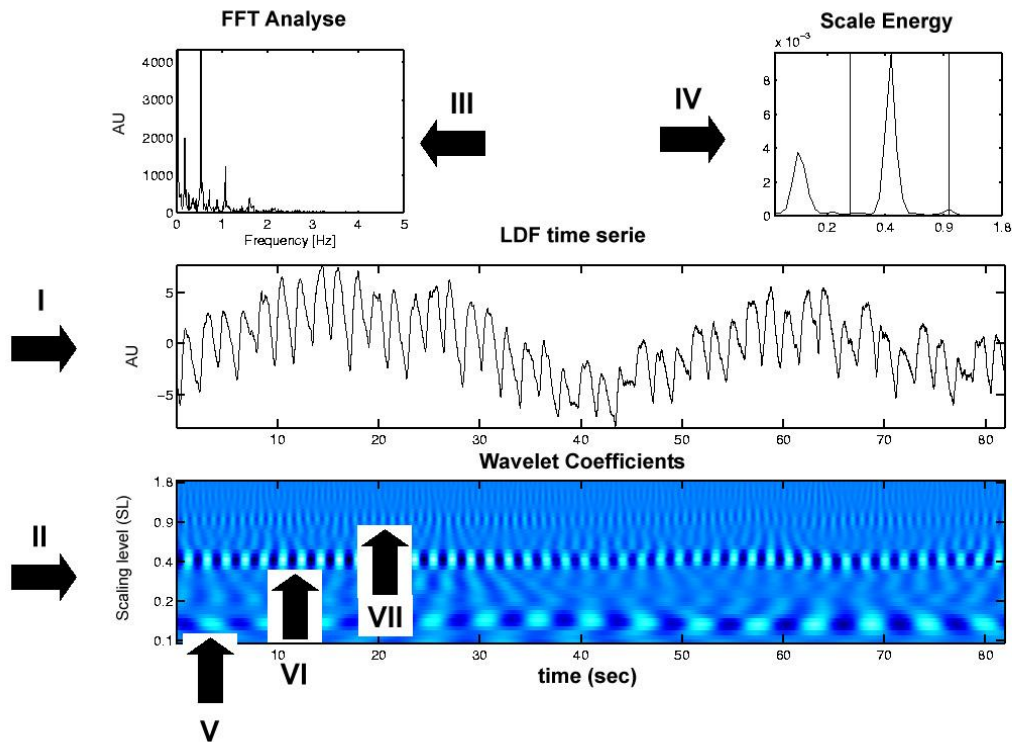 FFT Analyse
Scale Energy
x 10⁻³
4000
3000
2000
1000
0
AU
0 1 2 3 4 5
Frequency [Hz]
III
IV
8
6
4
2
0
0.2 0.4 0.9 1.8
LDF time serie
I
AU
5
0
−5
10 20 30 40 50 60 70 80
Wavelet Coefficients
II
Scaling level (SL)
1.8
0.9
0.4
0.2
0.1
VII
10 20 30 40 50 60 70 80
VI
time (sec)
V